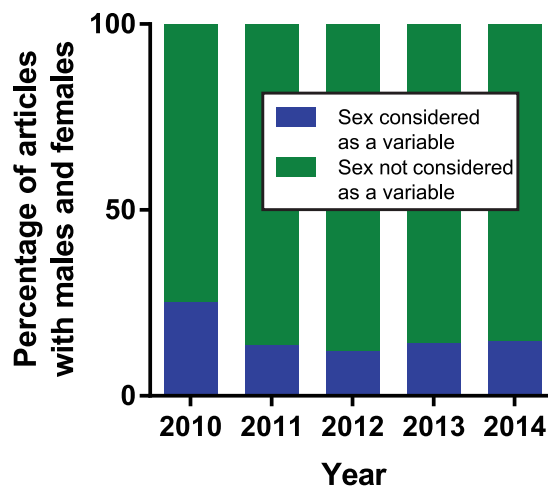 Percentage of articles
with males and females
100
50
0
Sex considered
as a variable
Sex not considered
as a variable
2010 2011 2012 2013 2014
Year